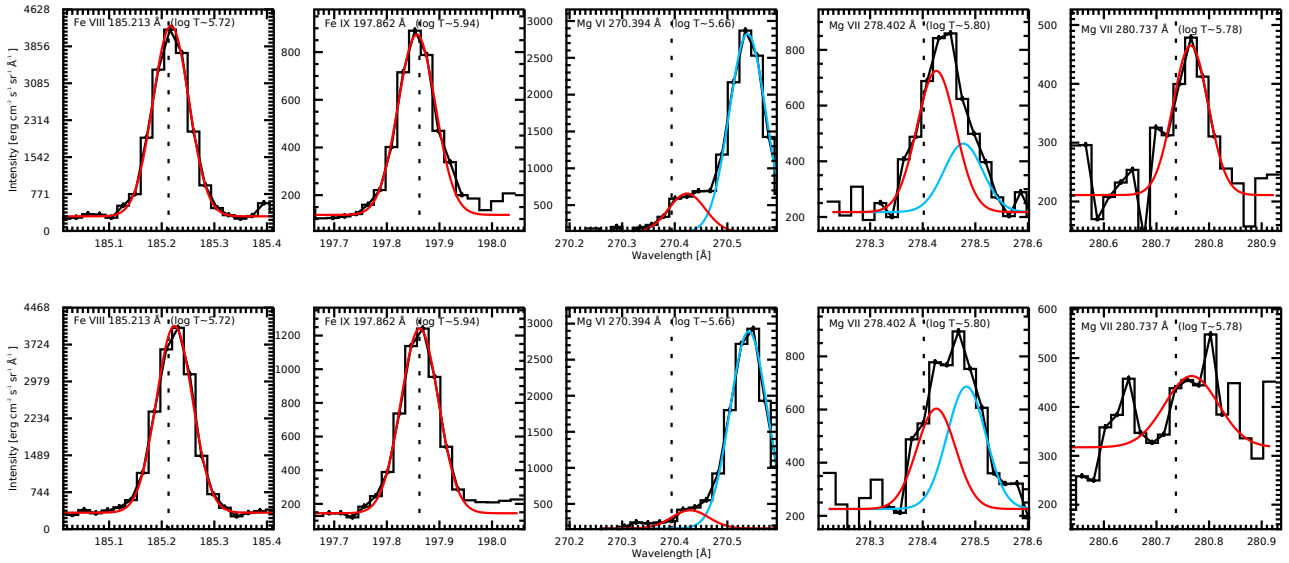 Fe VIII 185.213 Å (log T~5.72)
Fe IX 197.862 Å (log T~5.94)
Mg VI 270.394 Å (log T~5.66)
Mg VII 278.402 Å (log T~5.80)
Mg VII 280.737 Å (log T~5.78)
Intensity [erg cm⁻² s⁻¹ sr⁻¹ Å⁻¹]
4628
3856
3085
2314
1542
771
0
185.1 185.2 185.3 185.4
800
600
400
200
197.7 197.8 197.9 198.0
3000
2500
2000
1500
1000
500
270.2 270.3 270.4 270.5
Wavelength [Å]
800
600
400
200
278.3 278.4 278.5 278.6
500
400
300
200
280.6 280.7 280.8 280.9
Fe VIII 185.213 Å (log T~5.72)
Fe IX 197.862 Å (log T~5.94)
Mg VI 270.394 Å (log T~5.66)
Mg VII 278.402 Å (log T~5.80)
Mg VII 280.737 Å (log T~5.78)
Intensity [erg cm⁻² s⁻¹ sr⁻¹ Å⁻¹]
4468
3724
2979
2234
1489
744
0
185.1 185.2 185.3 185.4
1200
1000
800
600
400
200
197.7 197.8 197.9 198.0
3000
2500
2000
1500
1000
500
270.2 270.3 270.4 270.5
Wavelength [Å]
800
600
400
200
278.3 278.4 278.5 278.6
600
500
400
300
200
280.6 280.7 280.8 280.9